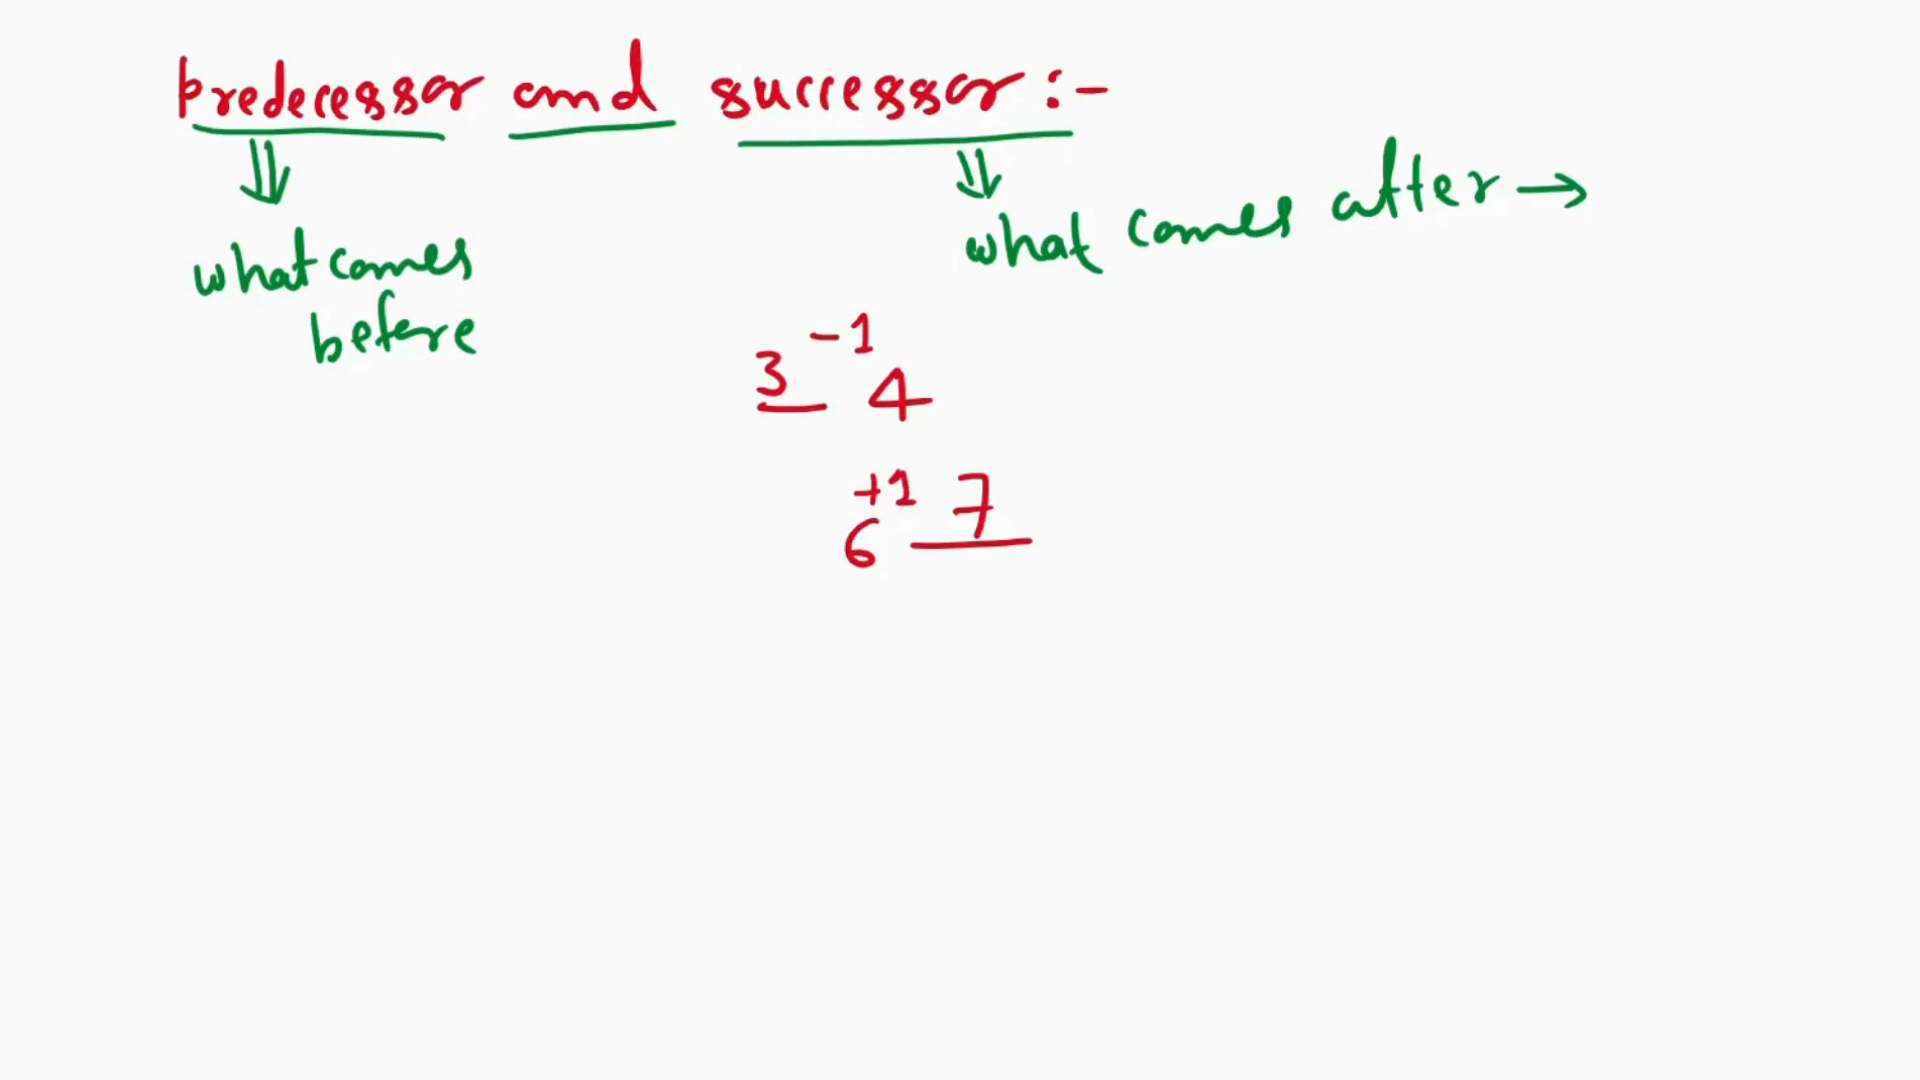 predecessor and successor :-
what comes
before
what comes after →
-1
3 4
+1
6 7